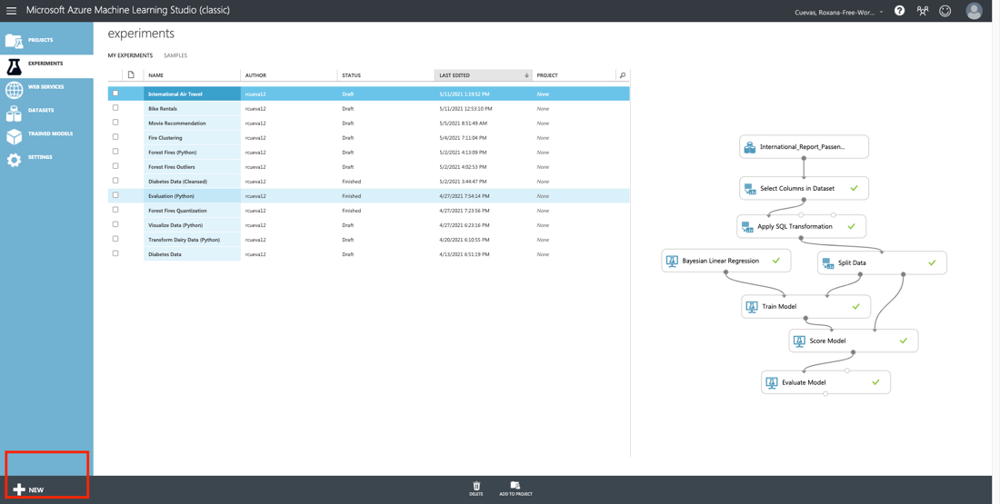 Microsoft Azure Machine Learning Studio (classic)
Cuevas, Roxana-Free-Wor...
PROJECTS
EXPERIMENTS
WEB SERVICES
DATASETS
TRAINED MODELS
SETTINGS
experiments
MY EXPERIMENTS SAMPLES
NAME AUTHOR STATUS LAST EDITED PROJECT
International Air Travel rcueva12 Draft 5/11/2021 1:19:52 PM None
Bike Rentals rcueva12 Draft 5/11/2021 12:53:10 PM None
Movie Recommendation rcueva12 Draft 5/5/2021 8:51:49 AM None
Fire Clustering rcueva12 Draft 5/4/2021 7:11:04 PM None
Forest Fires (Python) rcueva12 Draft 5/2/2021 4:13:09 PM None
Forest Fires Outliers rcueva12 Draft 5/2/2021 4:02:53 PM None
Diabetes Data (Cleansed) rcueva12 Finished 5/2/2021 3:44:47 PM None
Evaluation (Python) rcueva12 Finished 4/27/2021 7:54:14 PM None
Forest Fires Quantization rcueva12 Finished 4/27/2021 7:23:56 PM None
Visualize Data (Python) rcueva12 Draft 4/27/2021 6:23:16 PM None
Transform Dairy Data (Python) rcueva12 Draft 4/20/2021 6:10:55 PM None
Diabetes Data rcueva12 Draft 4/13/2021 6:51:19 PM None
International_Report_Passen...
Select Columns in Dataset
Apply SQL Transformation
Bayesian Linear Regression
Split Data
Train Model
Score Model
Evaluate Model
NEW
DELETE
ADD TO PROJECT